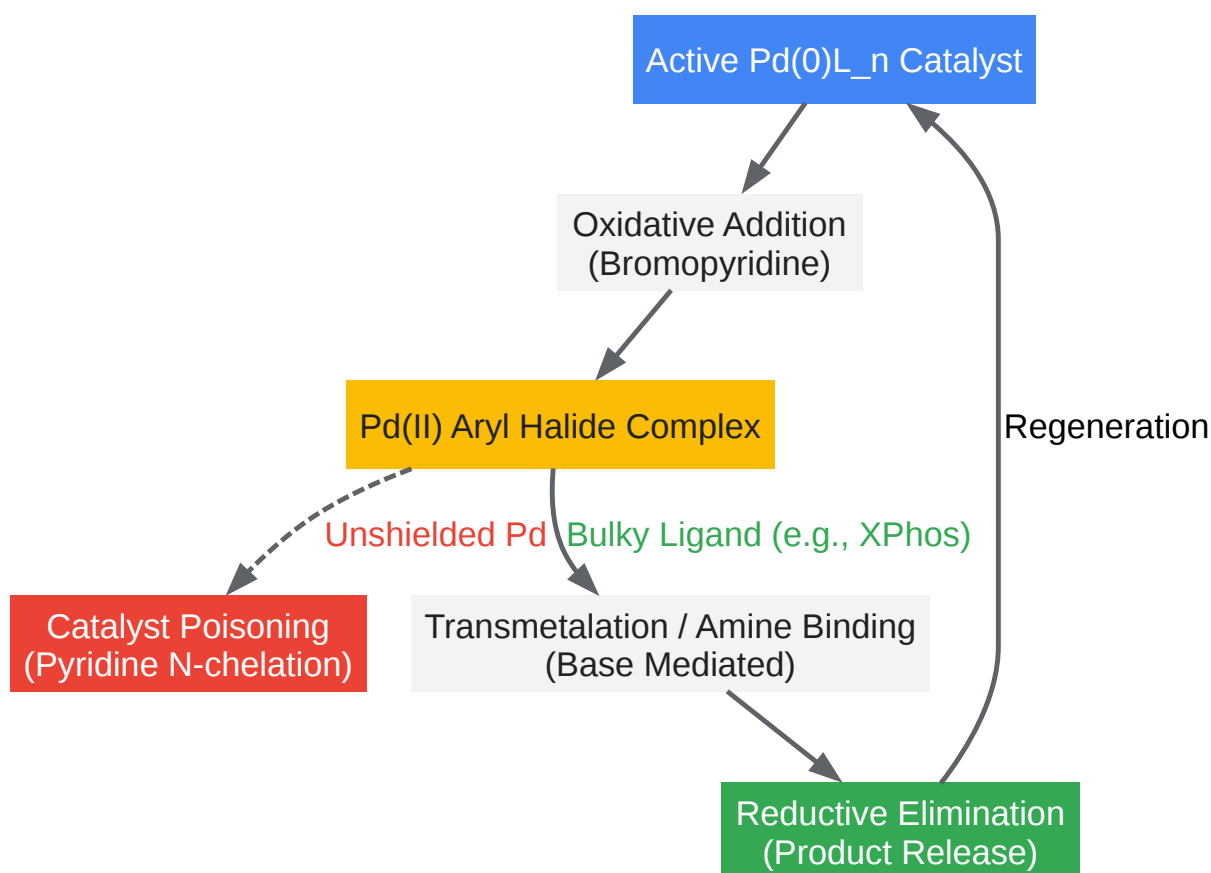 Active Pd(0)L_n Catalyst
Oxidative Addition
(Bromopyridine)
Pd(II) Aryl Halide Complex
Regeneration
Unshielded Pd
Bulky Ligand (e.g., XPhos)
Catalyst Poisoning
(Pyridine N-chelation)
Transmetalation / Amine Binding
(Base Mediated)
Reductive Elimination
(Product Release)